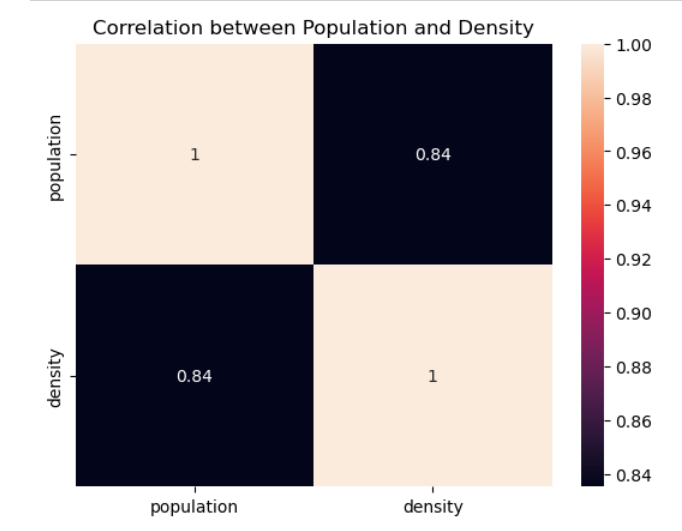 Correlation between Population and Density
population
density
1
0.84
0.84
1
population
density
1.00
0.98
0.96
0.94
0.92
0.90
0.88
0.86
0.84